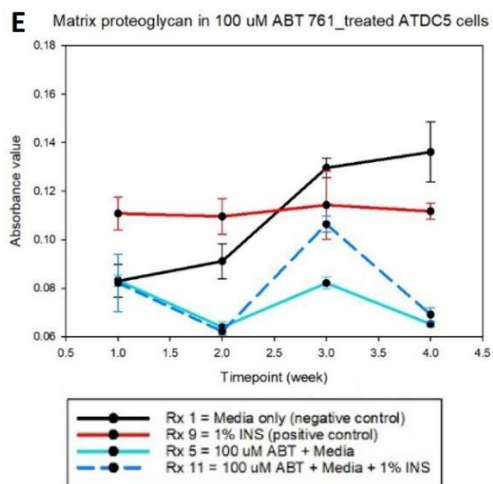 E
Matrix proteoglycan in 100 uM ABT 761_treated ATDC5 cells
Absorbance value
0.18
0.16
0.14
0.12
0.10
0.08
0.06
0.5 1.0 1.5 2.0 2.5 3.0 3.5 4.0 4.5
Timepoint (week)
Rx 1 = Media only (negative control)
Rx 9 = 1% INS (positive control)
Rx 5 = 100 uM ABT + Media
Rx 11 = 100 uM ABT + Media + 1% INS